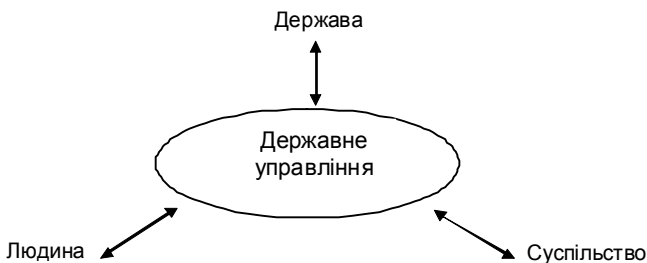 Держава
Державне
управління
Людина
Суспільство